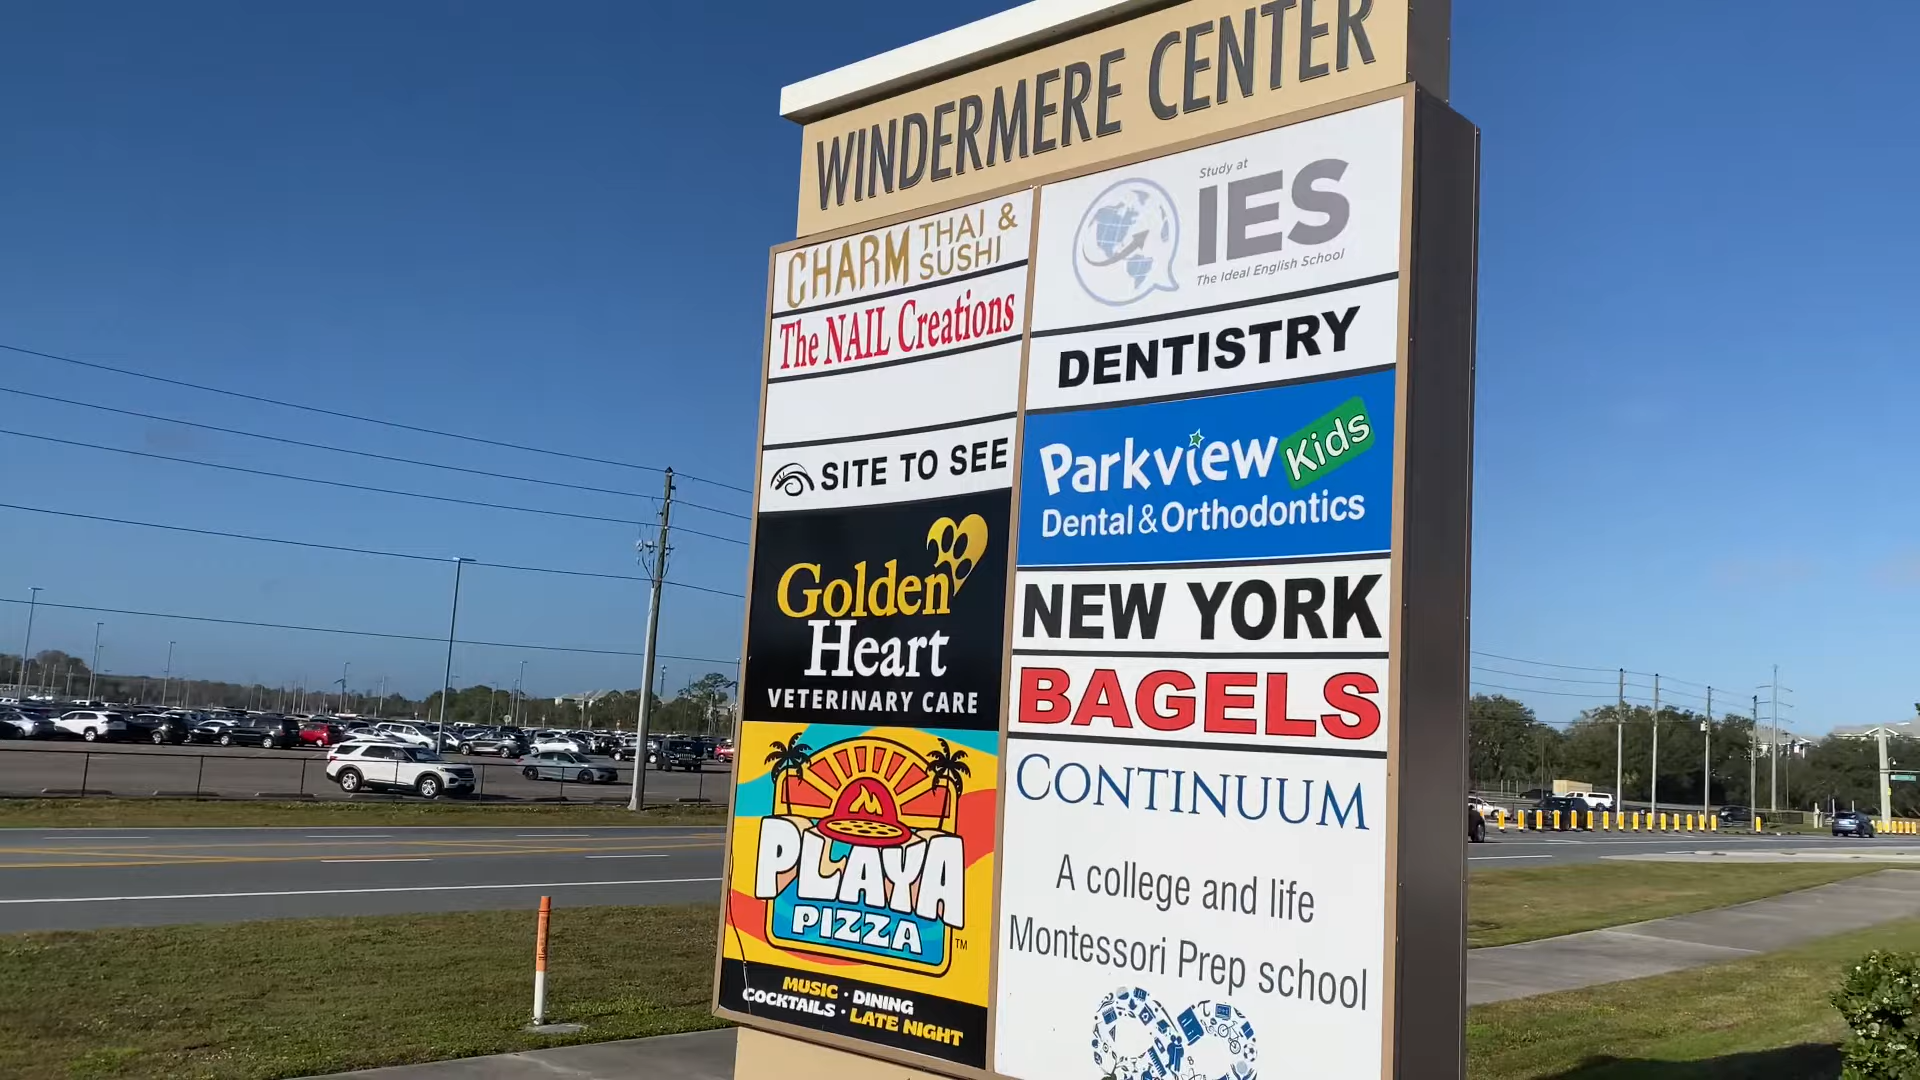 WINDERMERE CENTER
CHARM THAI &
SUSHI
The NAIL Creations
SITE TO SEE
Golden
Heart
VETERINARY CARE
PLAYA
PIZZA
TM
MUSIC · DINING
COCKTAILS · LATE NIGHT
Study at
IES
The Ideal English School
DENTISTRY
Parkview Kids
Dental & Orthodontics
NEW YORK
BAGELS
CONTINUUM
A college and life
Montessori Prep school